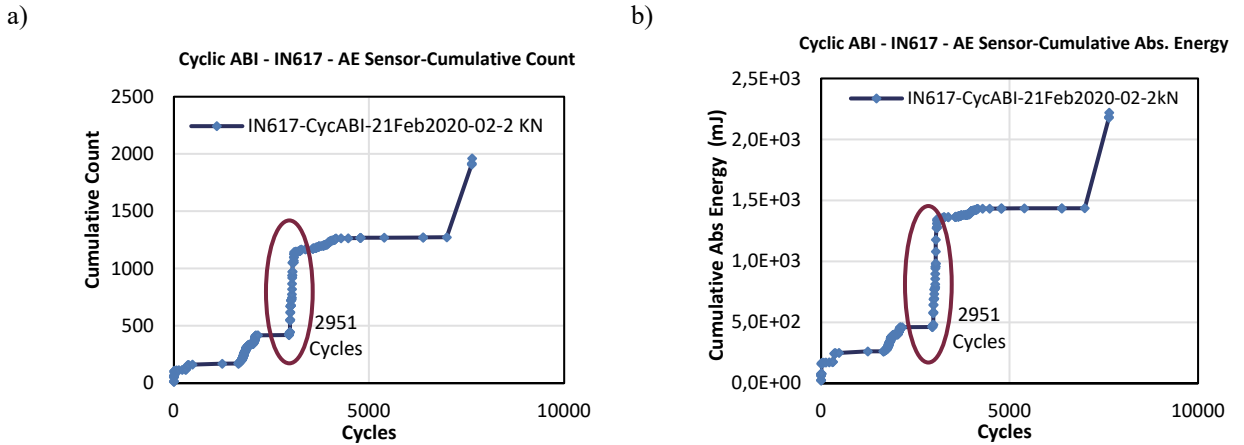 a)
Cyclic ABI - IN617 - AE Sensor-Cumulative Count
Cumulative Count
2500
2000
1500
1000
500
0
IN617-CycABI-21Feb2020-02-2 KN
2951
Cycles
0
5000
10000
Cycles
b)
Cyclic ABI - IN617 - AE Sensor-Cumulative Abs. Energy
Cumulative Abs Energy (mJ)
2,5E+03
2,0E+03
1,5E+03
1,0E+03
5,0E+02
0,0E+00
IN617-CycABI-21Feb2020-02-2kN
2951
Cycles
0
5000
10000
Cycles